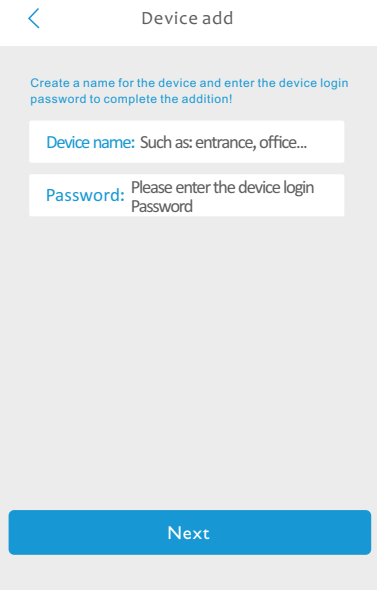 Device add
Create a name for the device and enter the device login
password to complete the addition!
Device name: Such as: entrance, office...
Password: Please enter the device login
Password
Next